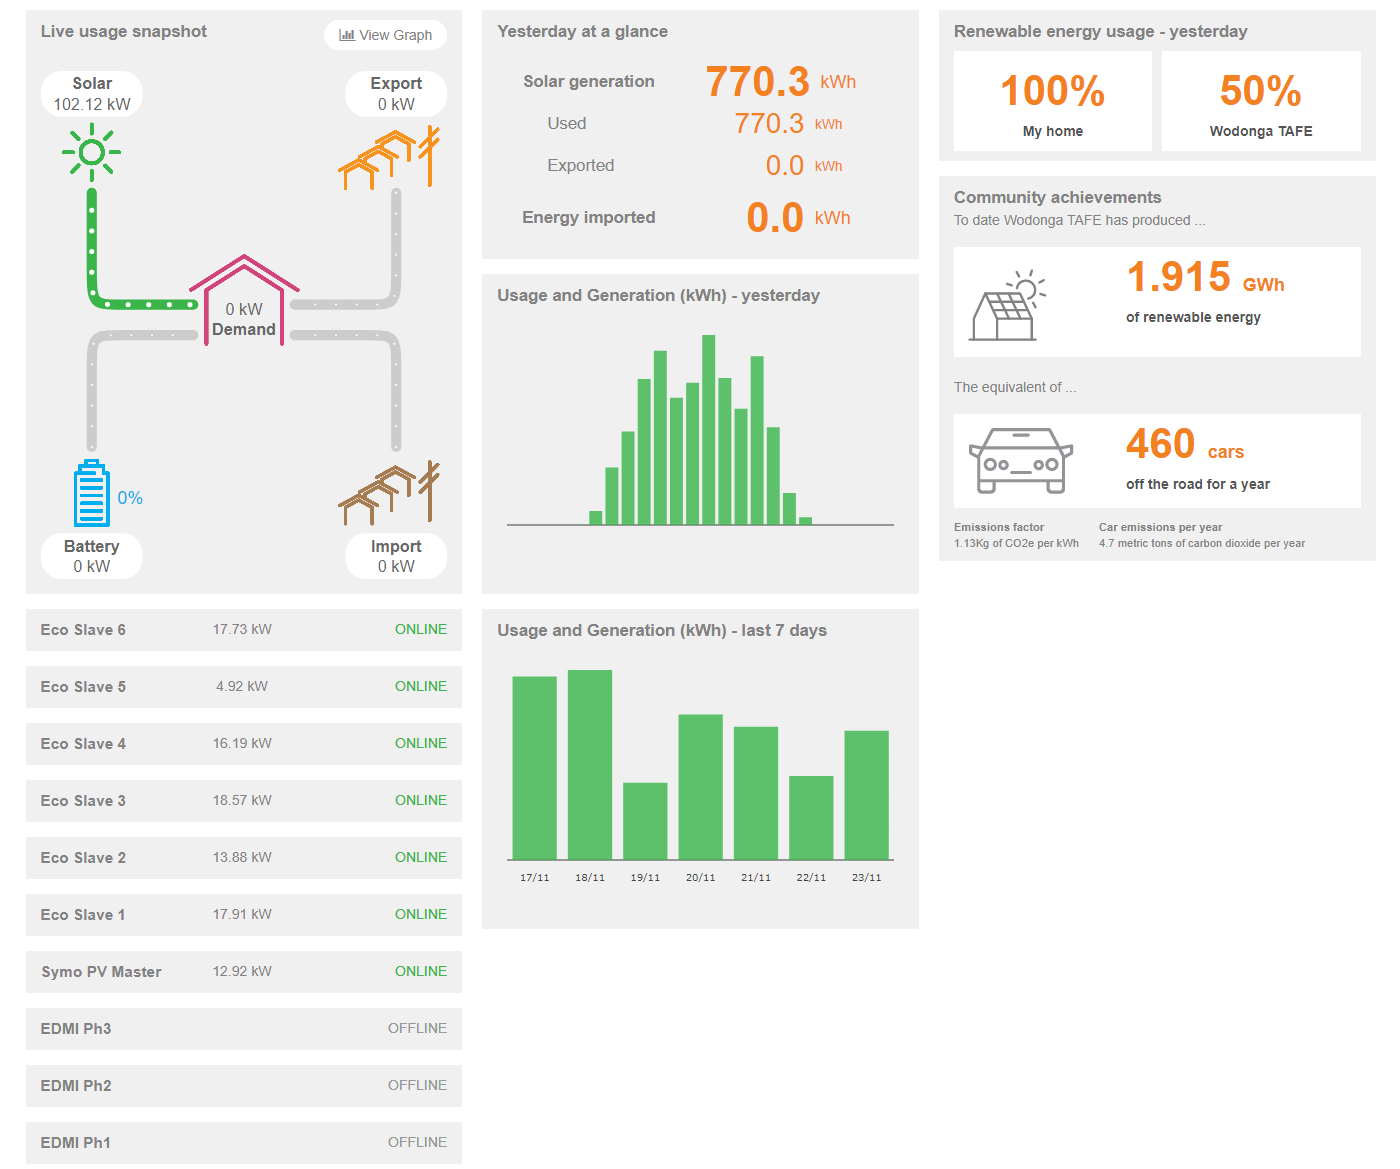 Live usage snapshot
View Graph
Solar
102.12 kW
Export
0 kW
0 kW
Demand
0%
Battery
0 kW
Import
0 kW
Eco Slave 6 17.73 kW ONLINE
Eco Slave 5 4.92 kW ONLINE
Eco Slave 4 16.19 kW ONLINE
Eco Slave 3 18.57 kW ONLINE
Eco Slave 2 13.88 kW ONLINE
Eco Slave 1 17.91 kW ONLINE
Symo PV Master 12.92 kW ONLINE
EDMI Ph3 OFFLINE
EDMI Ph2 OFFLINE
EDMI Ph1 OFFLINE
Yesterday at a glance
Solar generation 770.3 kWh
Used 770.3 kWh
Exported 0.0 kWh
Energy imported 0.0 kWh
Usage and Generation (kWh) - yesterday
Usage and Generation (kWh) - last 7 days
17/11 18/11 19/11 20/11 21/11 22/11 23/11
Renewable energy usage - yesterday
100%
My home
50%
Wodonga TAFE
Community achievements
To date Wodonga TAFE has produced ...
1.915 GWh
of renewable energy
The equivalent of ...
460 cars
off the road for a year
Emissions factor
1.13Kg of CO2e per kWh
Car emissions per year
4.7 metric tons of carbon dioxide per year